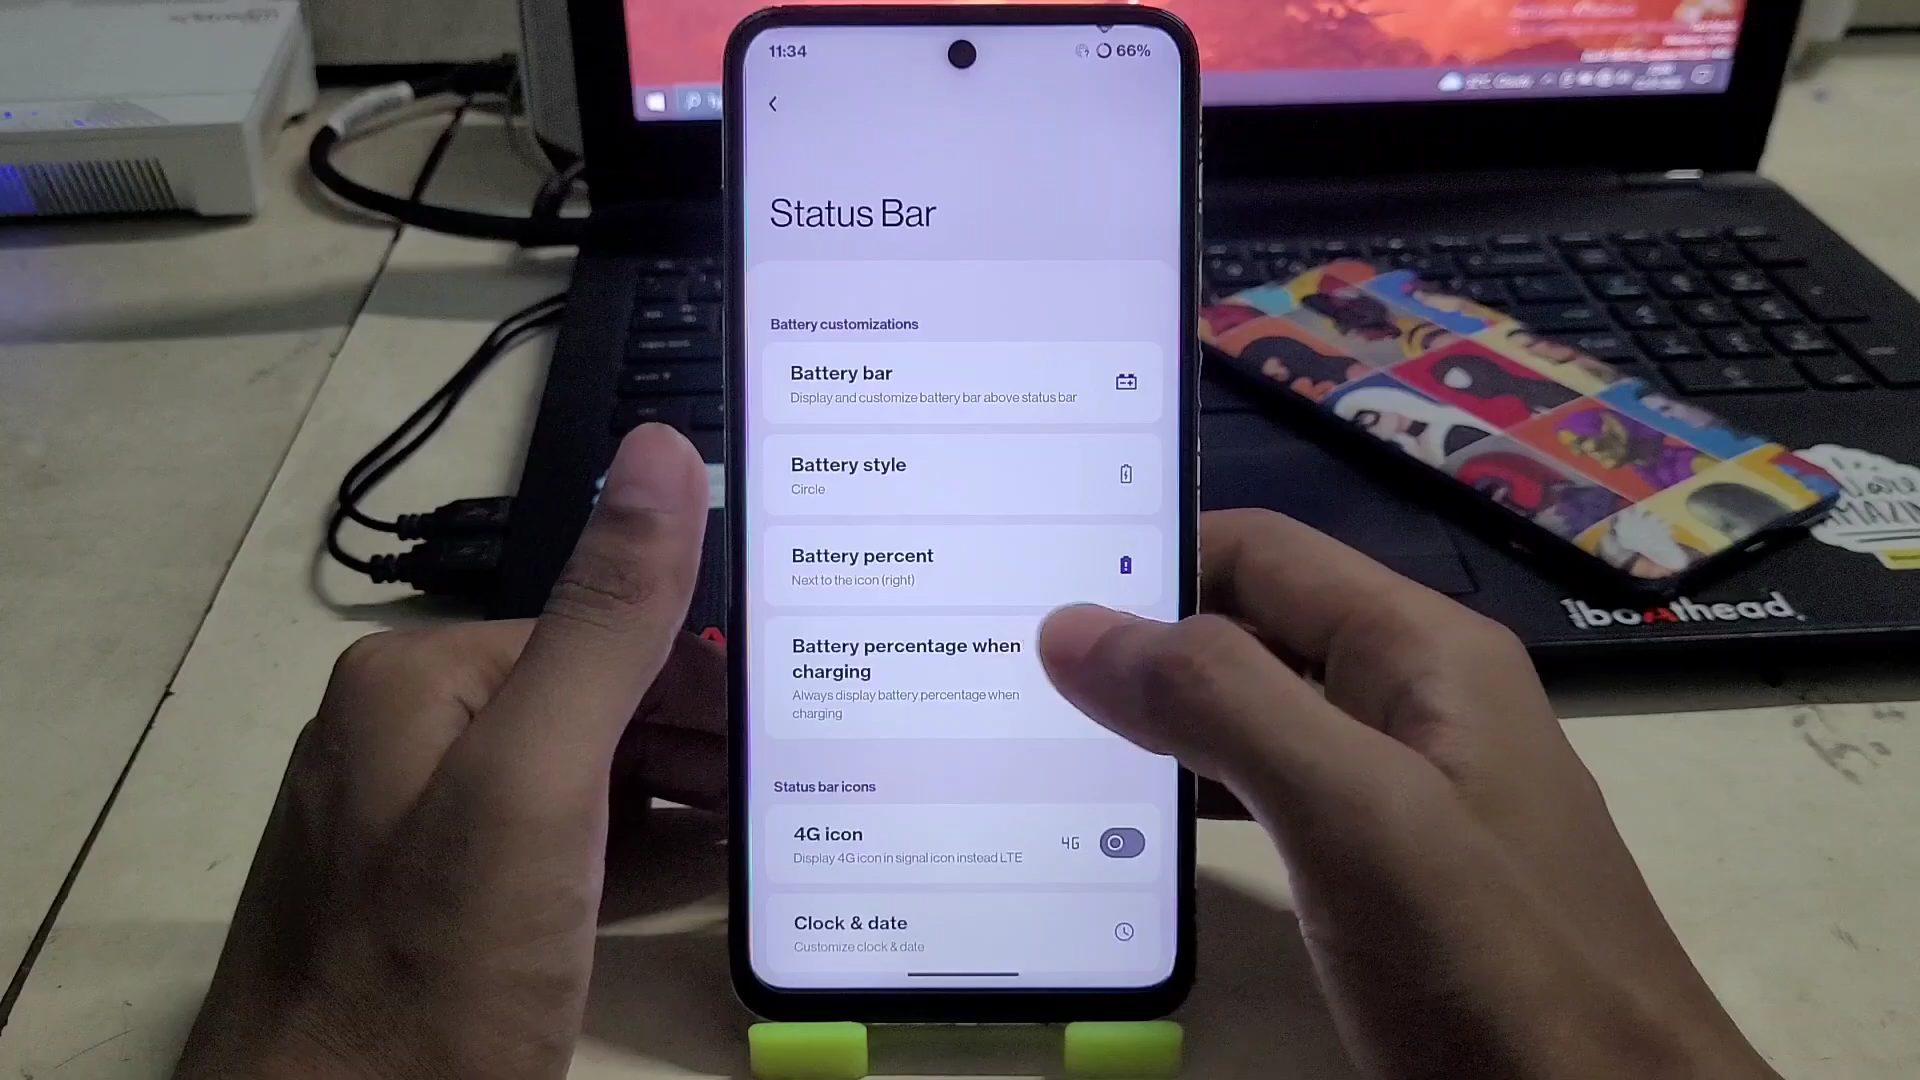 11:34
66%
Status Bar
Battery customizations
Battery bar
Display and customize battery bar above status bar
Battery style
Circle
Battery percent
Next to the icon (right)
Battery percentage when
charging
Always display battery percentage when
charging
Status bar icons
4G icon
Display 4G icon in signal icon instead LTE
4G
Clock & date
Customize clock & date
boAthead